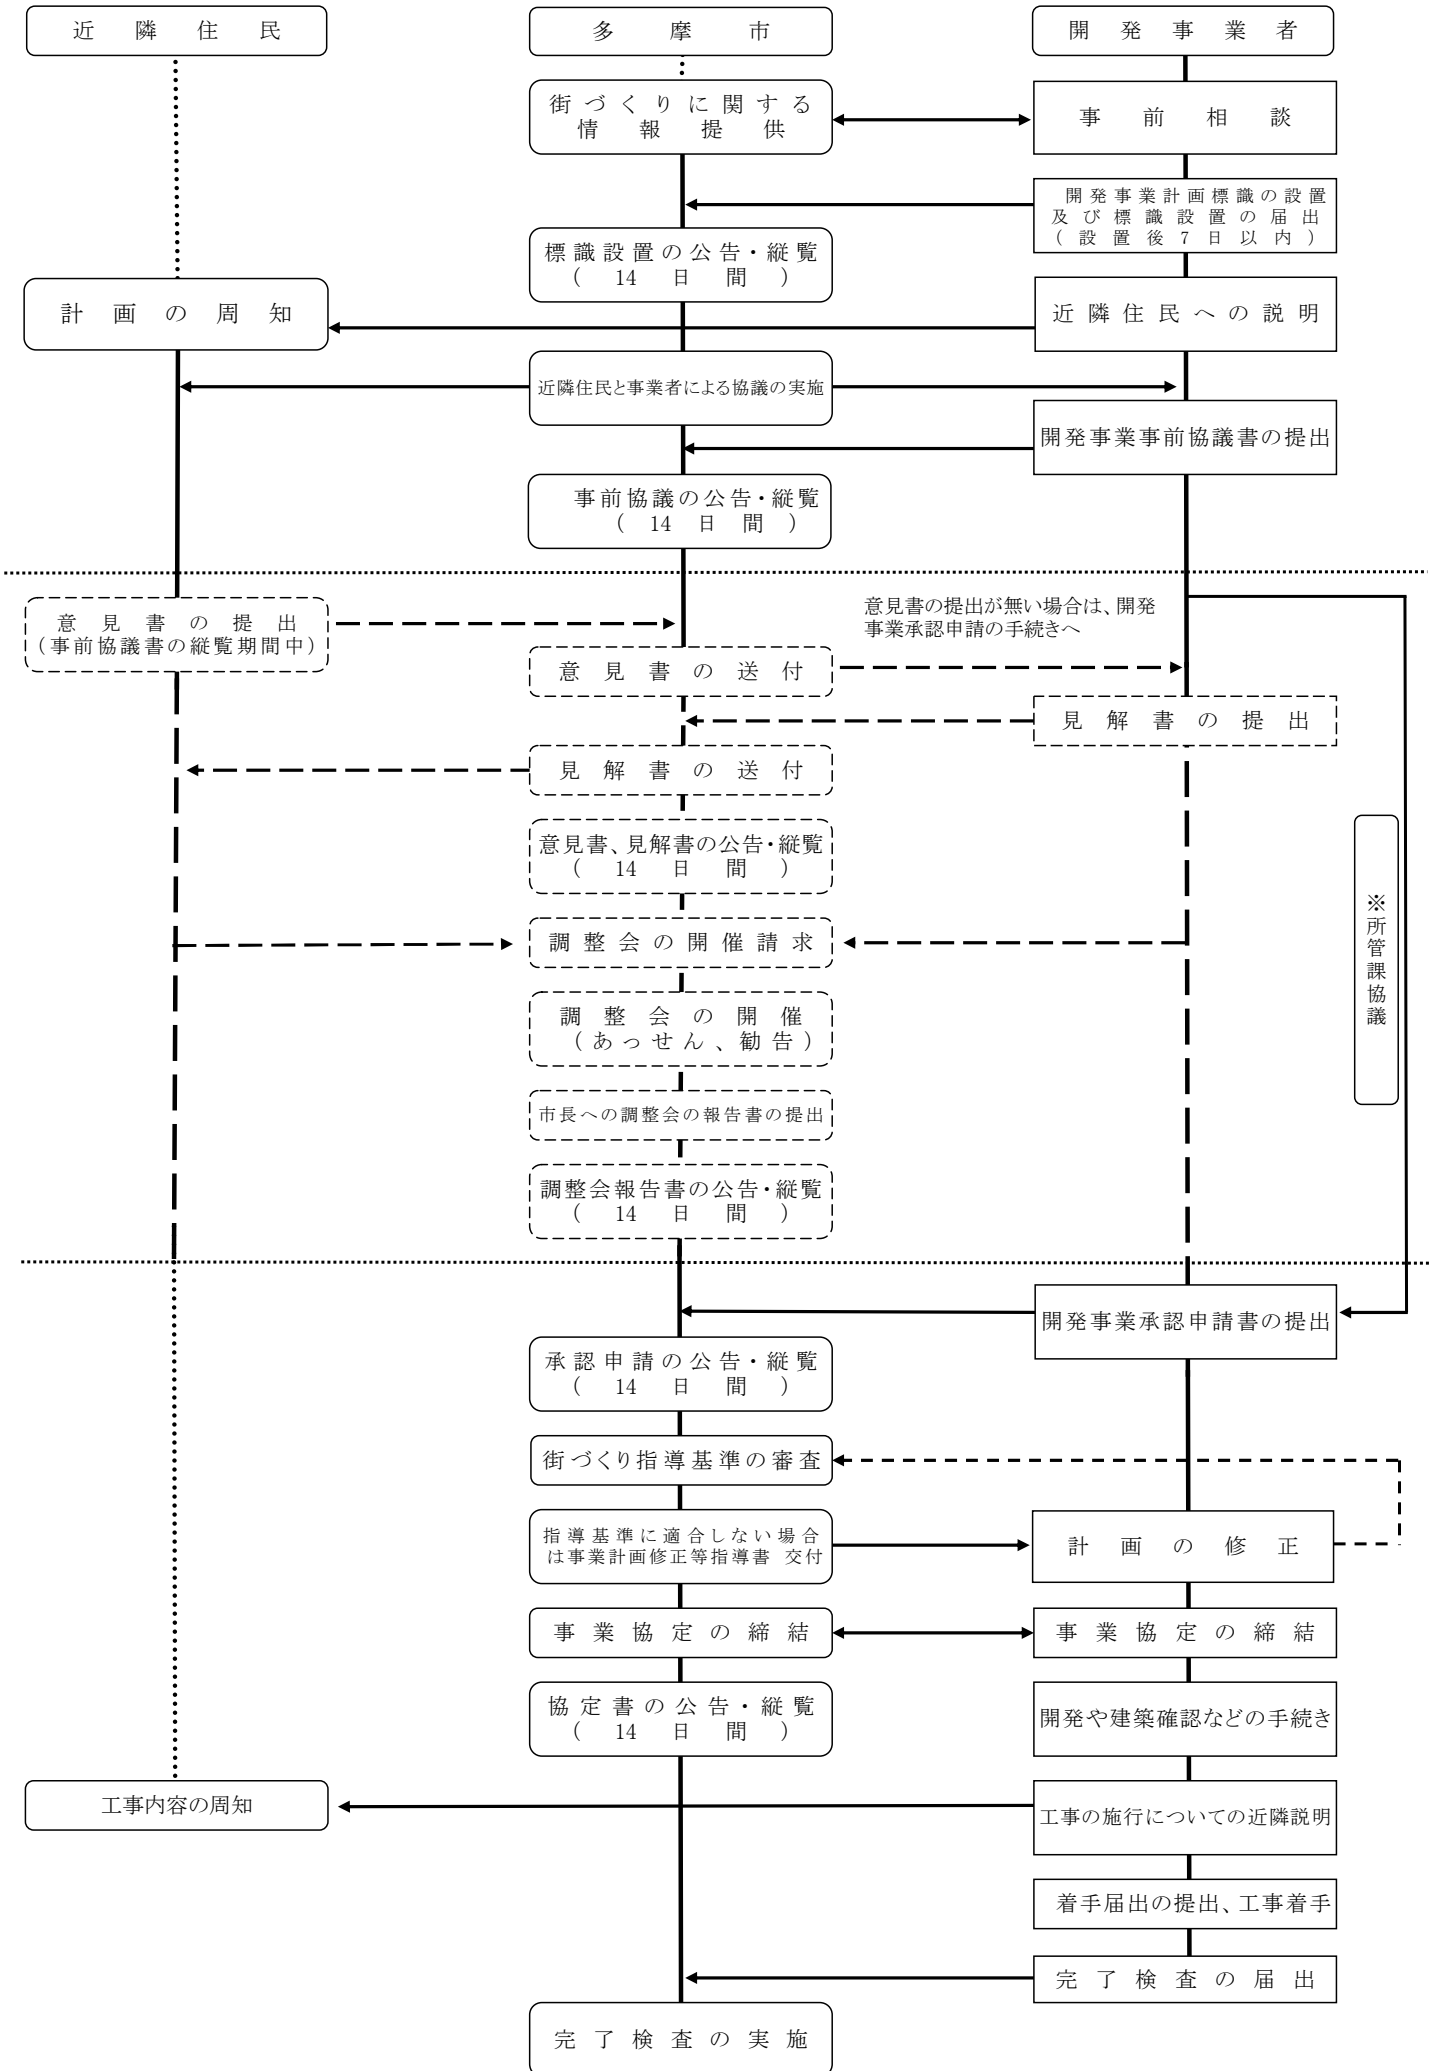 近隣住民
多摩市
開発事業者
街づくりに関する
情報提供
事前相談
開発事業計画標識の設置
及び標識設置の届出
(設置後7日以内)
標識設置の公告・縦覧
(14日間)
計画の周知
近隣住民への説明
近隣住民と事業者による協議の実施
開発事業事前協議書の提出
事前協議の公告・縦覧
(14日間)
意見書の提出
(事前協議書の縦覧期間中)
意見書の提出が無い場合は、開発
事業承認申請の手続きへ
意見書の送付
見解書の提出
見解書の送付
意見書、見解書の公告・縦覧
(14日間)
※所管課協議
調整会の開催請求
調整会の開催
(あっせん、勧告)
市長への調整会の報告書の提出
調整会報告書の公告・縦覧
(14日間)
開発事業承認申請書の提出
承認申請の公告・縦覧
(14日間)
街づくり指導基準の審査
指導基準に適合しない場合
は事業計画修正等指導書 交付
計画の修正
事業協定の締結
事業協定の締結
協定書の公告・縦覧
(14日間)
開発や建築確認などの手続き
工事内容の周知
工事の施行についての近隣説明
着手届出の提出、工事着手
完了検査の届出
完了検査の実施